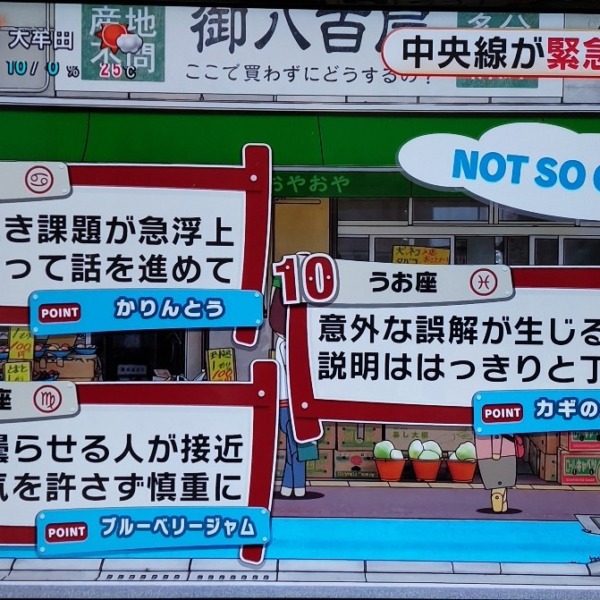 大牟田
10/0%
25℃
産地
木問
御八百屋
ここで買わずにどうするの?
中央線が緊急
おやおや
NOT SO G
き課題が急浮上
って話を進めて
POINT かりんとう
10 うお座
意外な誤解が生じる
説明ははっきりと丁
POINT カギの
座
曇らせる人が接近
気を許さず慎重に
POINT ブルーベリージャム